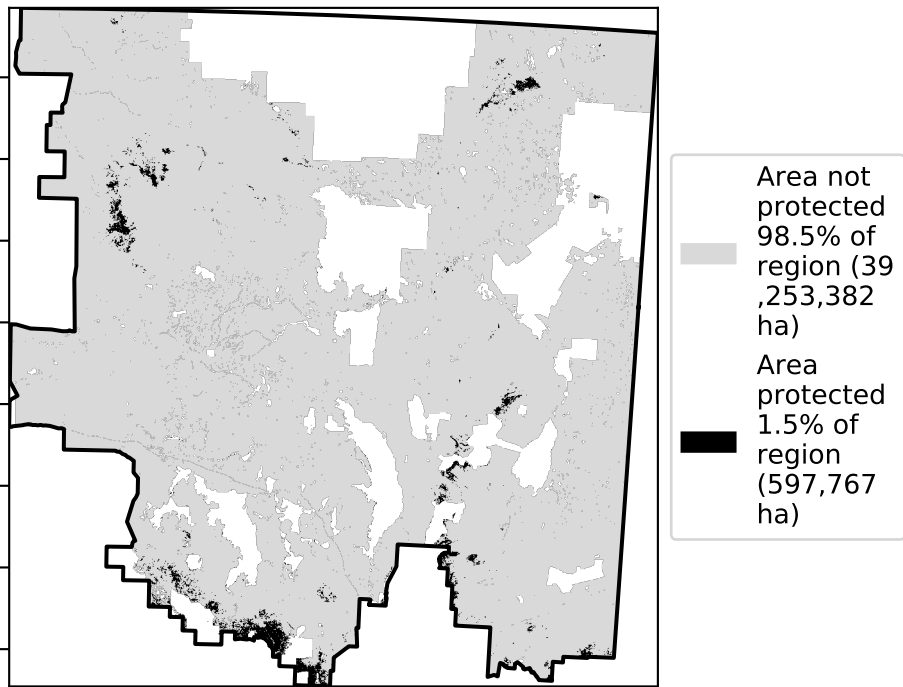 Area not
protected
98.5% of
region (39
,253,382
ha)
Area
protected
1.5% of
region
(597,767
ha)